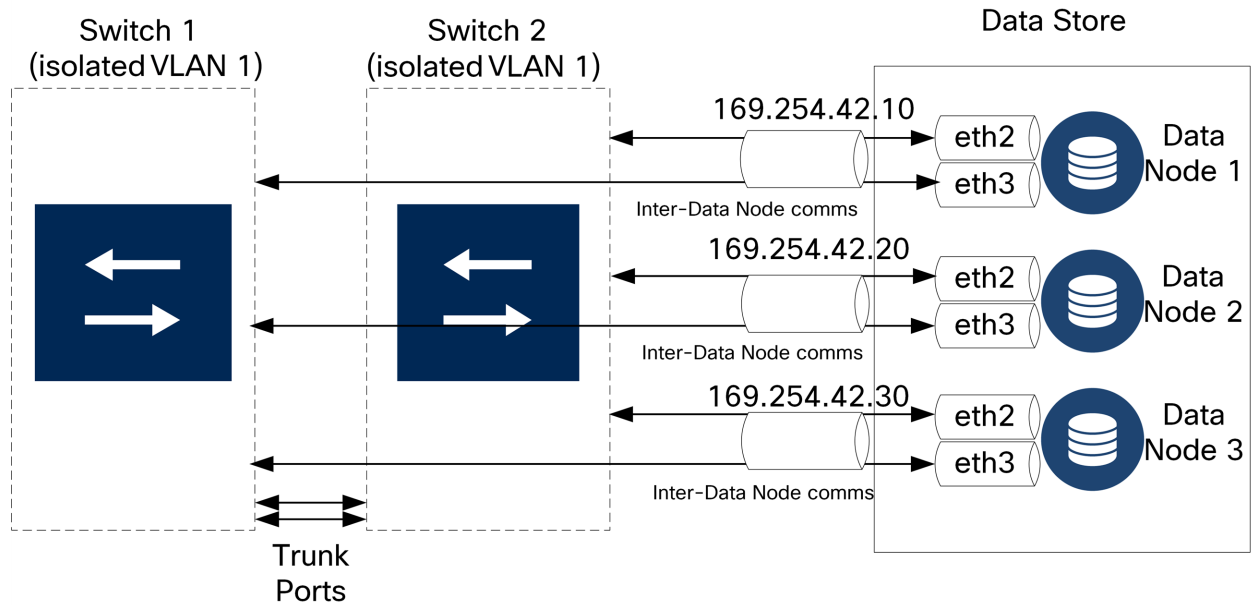 Switch 1
(isolated VLAN 1)
Switch 2
(isolated VLAN 1)
Data Store
169.254.42.10
eth2
eth3
Data
Node 1
Inter-Data Node comms
169.254.42.20
eth2
eth3
Data
Node 2
Inter-Data Node comms
169.254.42.30
eth2
eth3
Data
Node 3
Inter-Data Node comms
Trunk
Ports